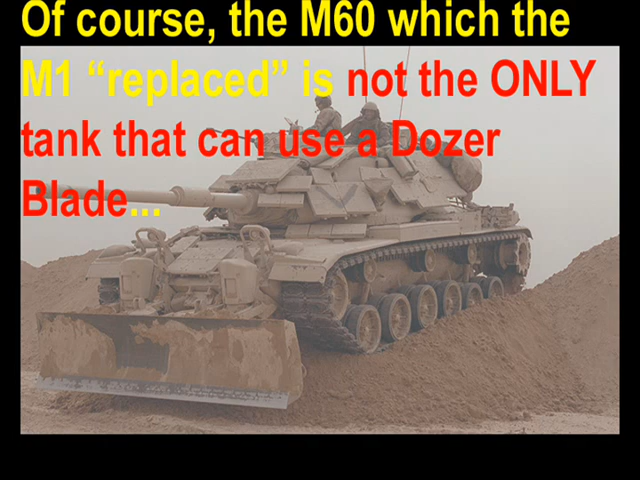 Of course, the M60 which the
M1 “replaced” is not the ONLY
tank that can use a Dozer
Blade...